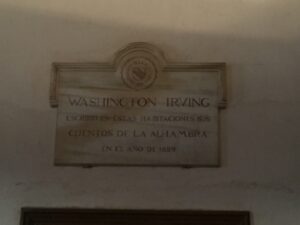 WASHINGTON IRVING
ESCRIBIO EN ESTAS HABITACIONES SUS
CUENTOS DE LA ALHAMBRA
EN EL AÑO DE 1829